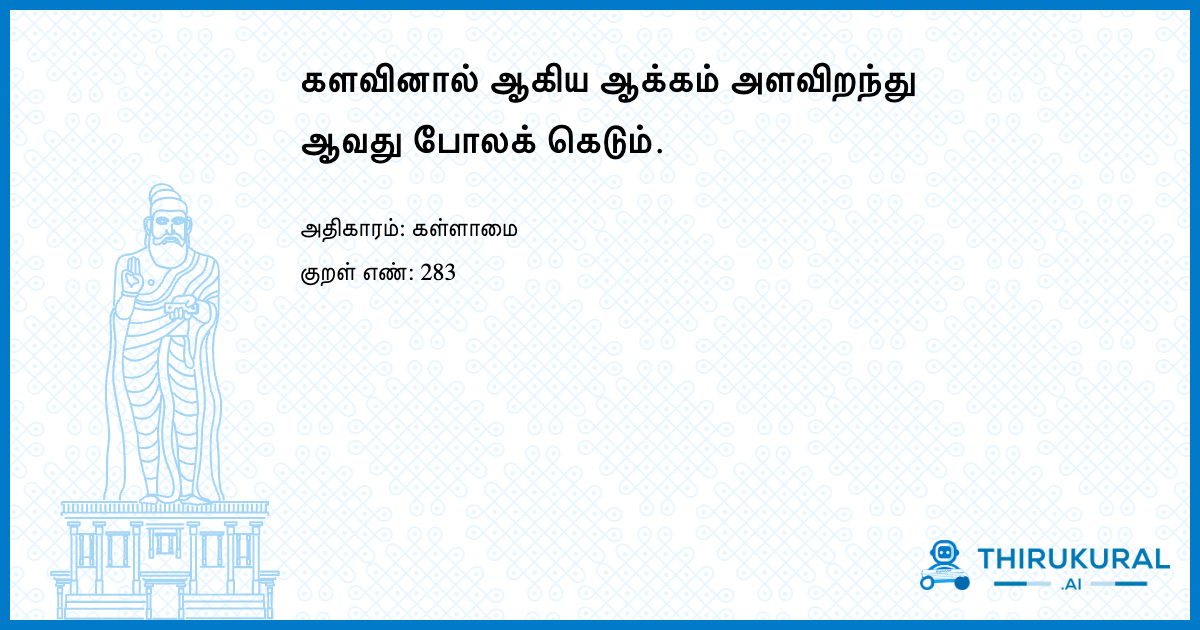 களவினால் ஆகிய ஆக்கம் அளவிறந்து
ஆவது போலக் கெடும்.
அதிகாரம்: கள்ளாமை
குறள் எண்: 283
THIRUKURAL
.AI